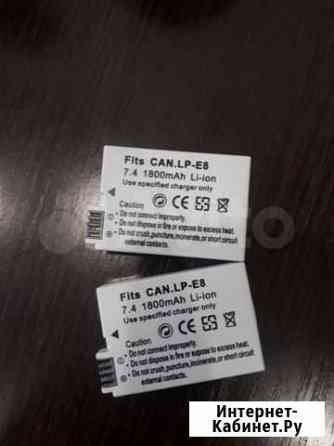 Fits CAN.LP-E8
7.4 1800mAh Li-ion
Use specified charger only
Caution:
• Do not connect improperly.
• Do not dispose in fire or expose to excess heat.
• Do not crush,puncture,incinerate,or short circuit
external contacts.
Fits CAN.LP-E8
7.4 1800mAh Li-ion
Use specified charger only
Caution:
• Do not connect improperly.
• Do not dispose in fire or expose to excess heat.
• Do not crush,puncture,incinerate,or short circuit
external contacts.
Интернет-
Кабинет.Ру